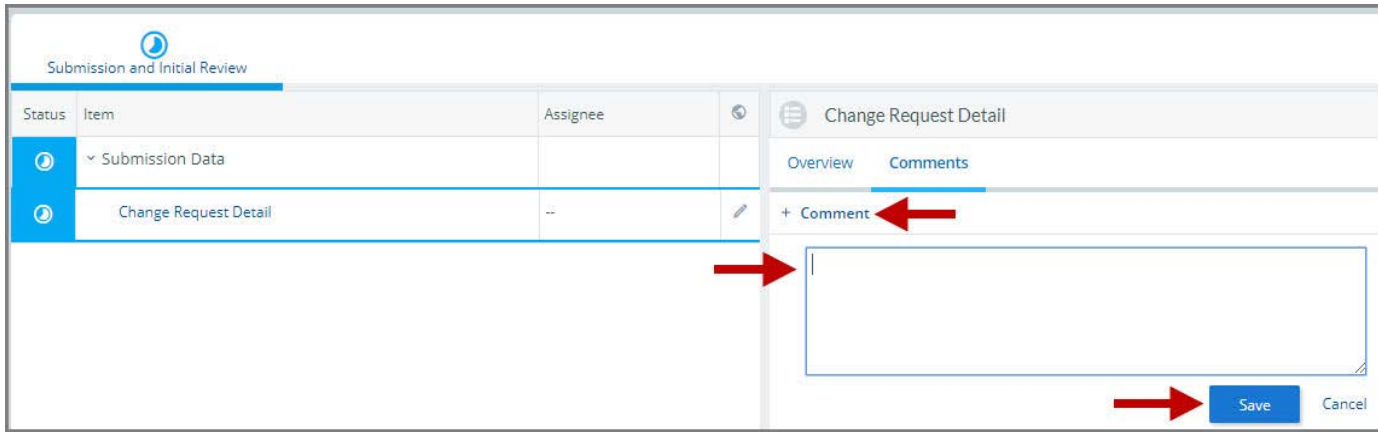 Submission and Initial Review
Status Item Assignee
Submission Data
Change Request Detail --
Change Request Detail
Overview Comments
+ Comment
Save Cancel